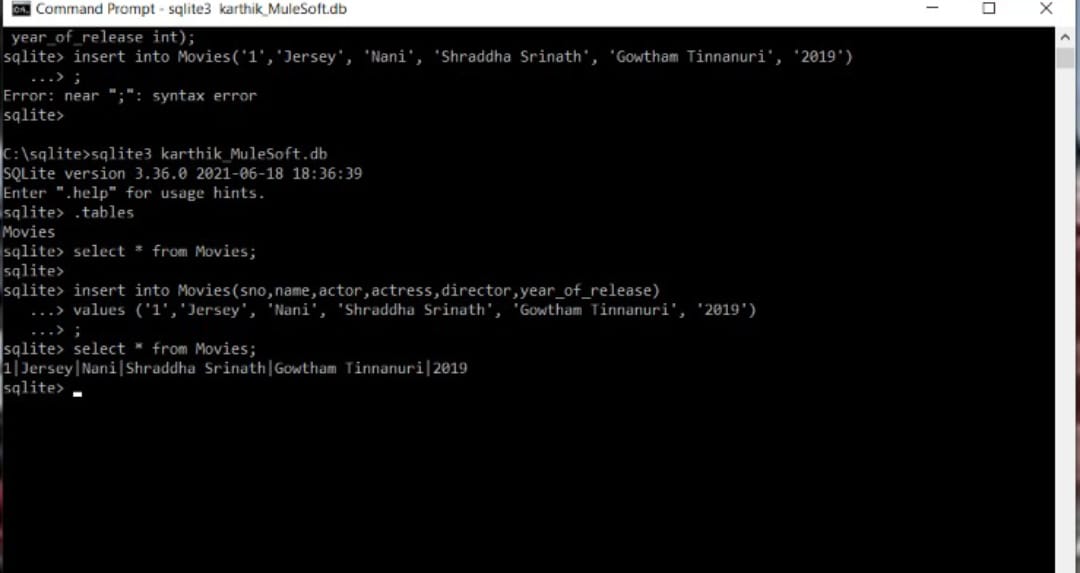 Command Prompt - sqlite3 karthik_MuleSoft.db
year_of_release int);
sqlite> insert into Movies('1','Jersey', 'Nani', 'Shraddha Srinath', 'Gowtham Tinnanuri', '2019')
...> ;
Error: near ";": syntax error
sqlite>
C:\sqlite>sqlite3 karthik_MuleSoft.db
SQLite version 3.36.0 2021-06-18 18:36:39
Enter ".help" for usage hints.
sqlite> .tables
Movies
sqlite> select * from Movies;
sqlite>
sqlite> insert into Movies(sno,name,actor,actress,director,year_of_release)
...> values ('1','Jersey', 'Nani', 'Shraddha Srinath', 'Gowtham Tinnanuri', '2019')
...> ;
sqlite> select * from Movies;
1|Jersey|Nani|Shraddha Srinath|Gowtham Tinnanuri|2019
sqlite>